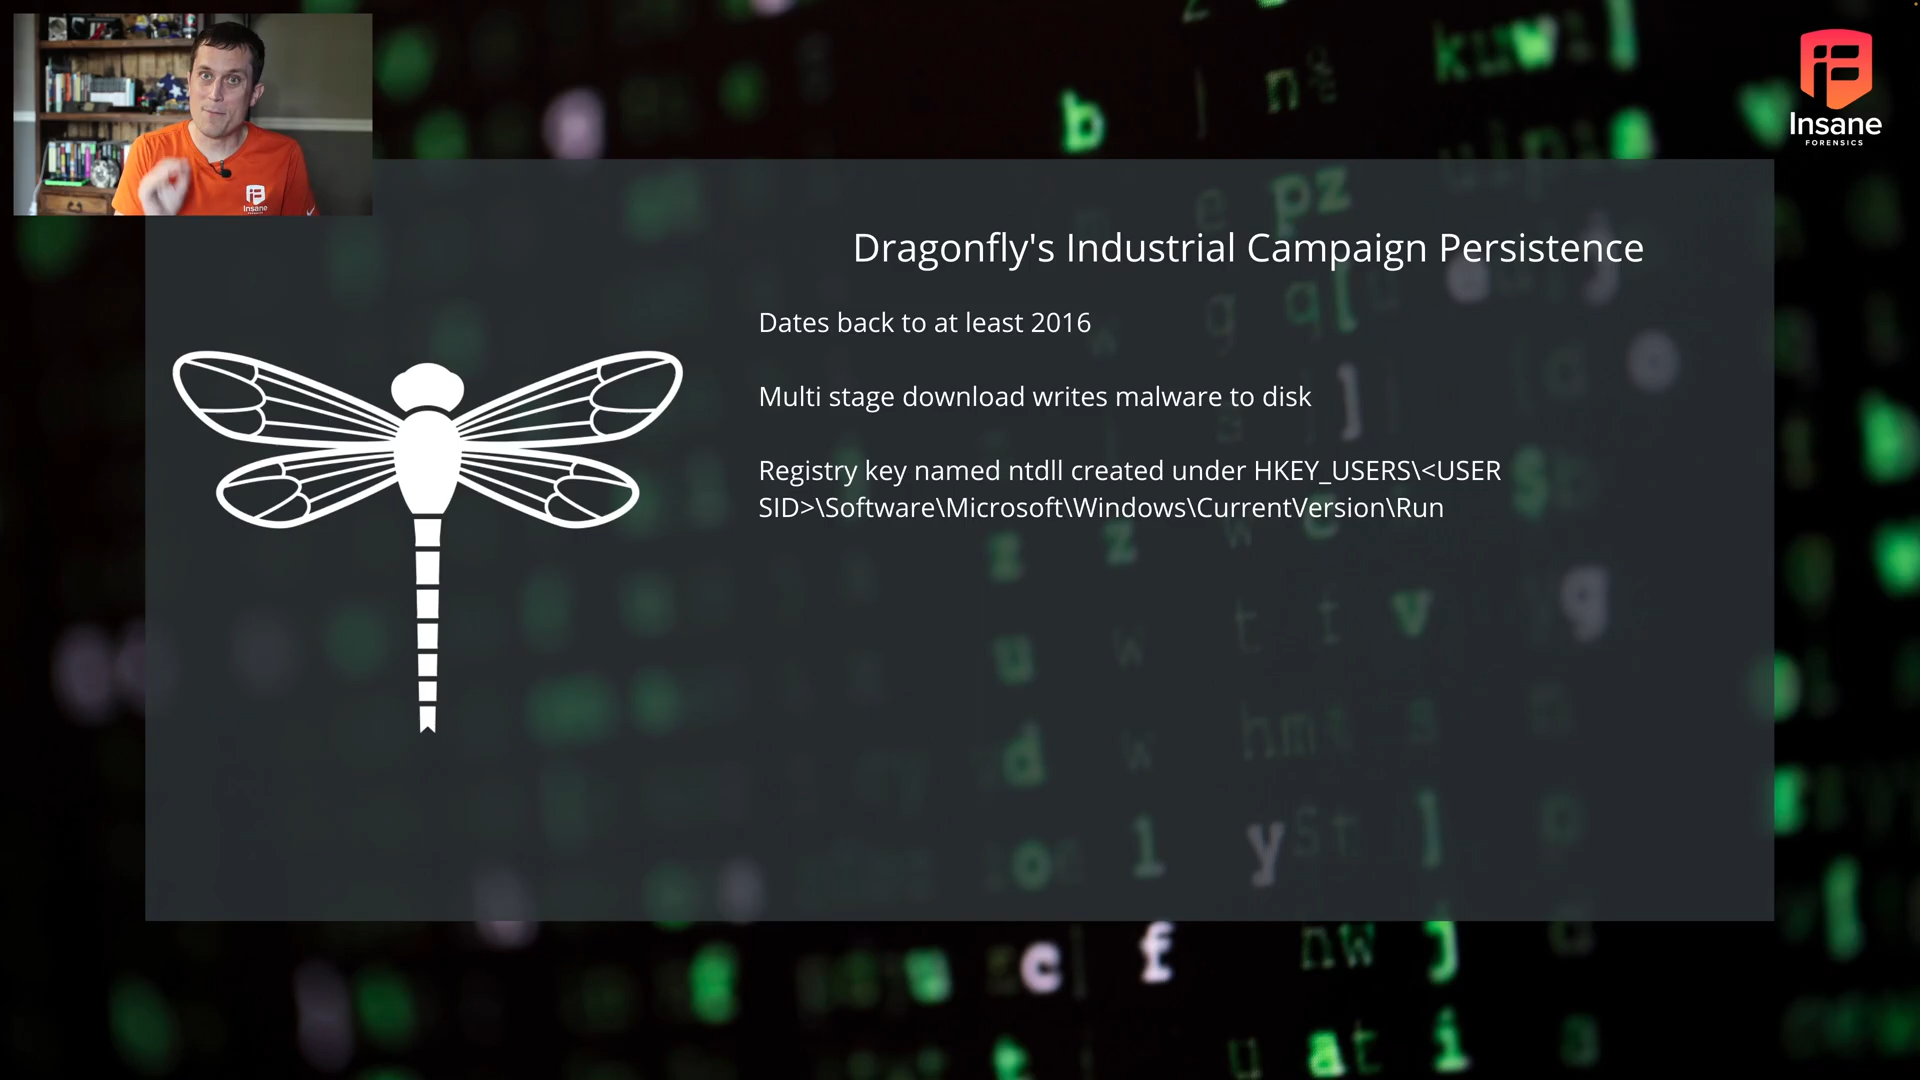 Insane
FORENSICS
Insane
Dragonfly's Industrial Campaign Persistence
Dates back to at least 2016
Multi stage download writes malware to disk
Registry key named ntdll created under HKEY_USERS\<USER
SID>\Software\Microsoft\Windows\CurrentVersion\Run